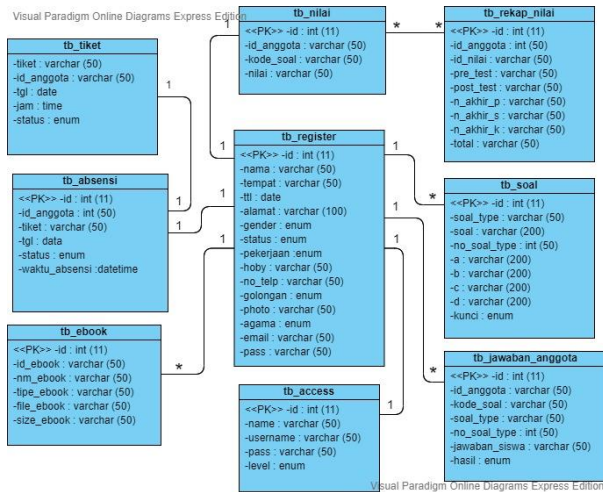 Visual Paradigm Online Diagrams Express Edition
tb_tiket
-tiket : varchar (50)
-id_anggota : varchar (50)
-tgl : date
-jam : time
-status : enum
1
tb_nilai
<<PK>> -id : int (11)
-id_anggota : varchar (50)
-kode_soal : varchar (50)
-nilai : varchar (50)
1
*
*
tb_rekap_nilai
<<PK>> -id : int (11)
-id_anggota : int (50)
-id_nilai : varchar (50)
-pre_test : varchar (50)
-post_test : varchar (50)
-n_akhir_p : varchar (50)
-n_akhir_s : varchar (50)
-n_akhir_k : varchar (50)
-total : varchar (50)
tb_absensi
<<PK>> -id : int (11)
-id_anggota : int (50)
-tiket : varchar (50)
-tgl : data
-status : enum
-waktu_absensi :datetime
1
1
1
tb_register
<<PK>> -id : int (11)
-nama : varchar (50)
-tempat : varchar (50)
-ttl : date
-alamat : varchar (100)
-gender : enum
-status : enum
-pekerjaan : enum
-hoby : varchar (50)
-no_telp : varchar (50)
-golongan : enum
-photo : varchar (50)
-agama : enum
-email : varchar (50)
-pass : varchar (50)
1
*
1
1
1
tb_soal
<<PK>> -id : int (11)
-soal_type : varchar (50)
-soal : varchar (200)
-no_soal_type : int (50)
-a : varchar (200)
-b : varchar (200)
-c : varchar (200)
-d : varchar (200)
-kunci : enum
tb_ebook
<<PK>> -id : int (11)
-id_ebook : varchar (50)
-nm_ebook : varchar (50)
-tipe_ebook : varchar (50)
-file_ebook : varchar (50)
-size_ebook : varchar (50)
*
tb_access
<<PK>> -id : int (11)
-name : varchar (50)
-username : varchar (50)
-pass : varchar (50)
-level : enum
1
*
tb_jawaban_anggota
<<PK>> -id : int (11)
-id_anggota : varchar (50)
-kode_soal : varchar (50)
-soal_type : varchar (50)
-no_soal_type : int (50)
-jawaban_siswa : varchar (50)
-hasil : enum
Visual Paradigm Online Diagrams Express Edition